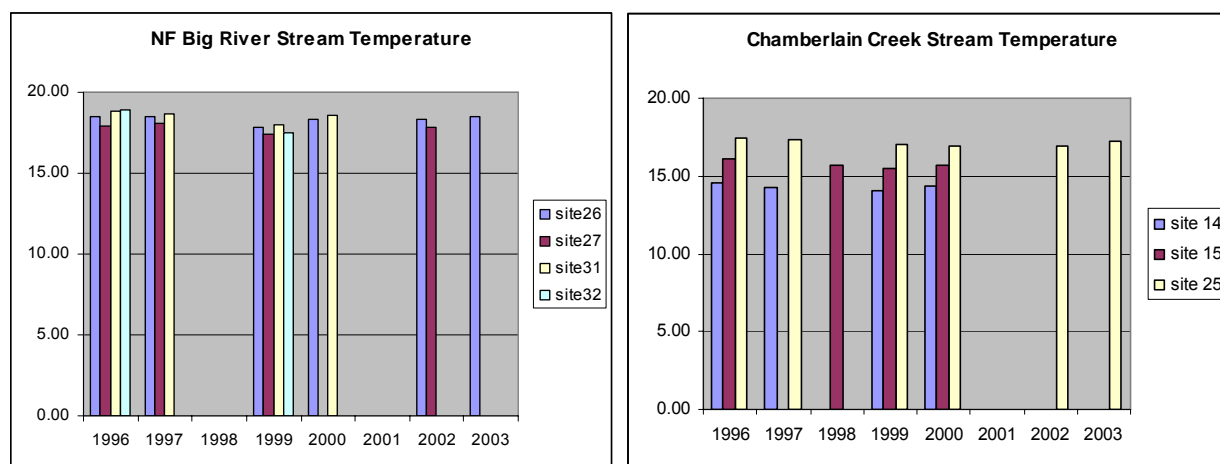 NF Big River Stream Temperature
20.00
15.00
10.00
5.00
0.00
1996 1997 1998 1999 2000 2001 2002 2003
site26
site27
site31
site32
Chamberlain Creek Stream Temperature
20.00
15.00
10.00
5.00
0.00
1996 1997 1998 1999 2000 2001 2002 2003
site 14
site 15
site 25